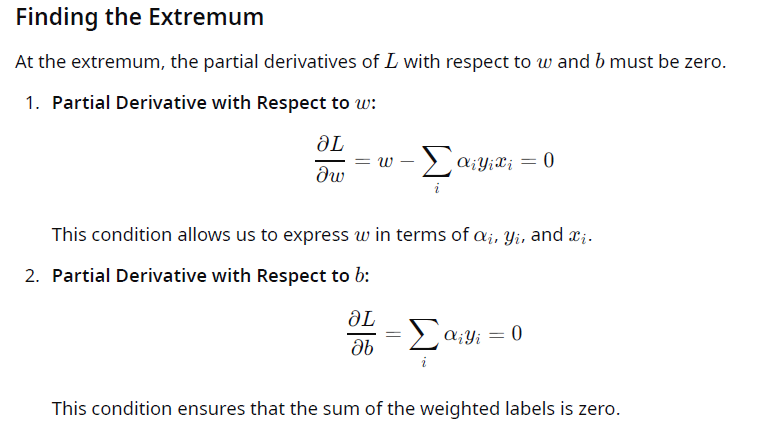 Finding the Extremum
At the extremum, the partial derivatives of L with respect to w and b must be zero.
1. Partial Derivative with Respect to w:
∂L/∂w = w − ∑_i α_i y_i x_i = 0
This condition allows us to express w in terms of α_i, y_i, and x_i.
2. Partial Derivative with Respect to b:
∂L/∂b = ∑_i α_i y_i = 0
This condition ensures that the sum of the weighted labels is zero.